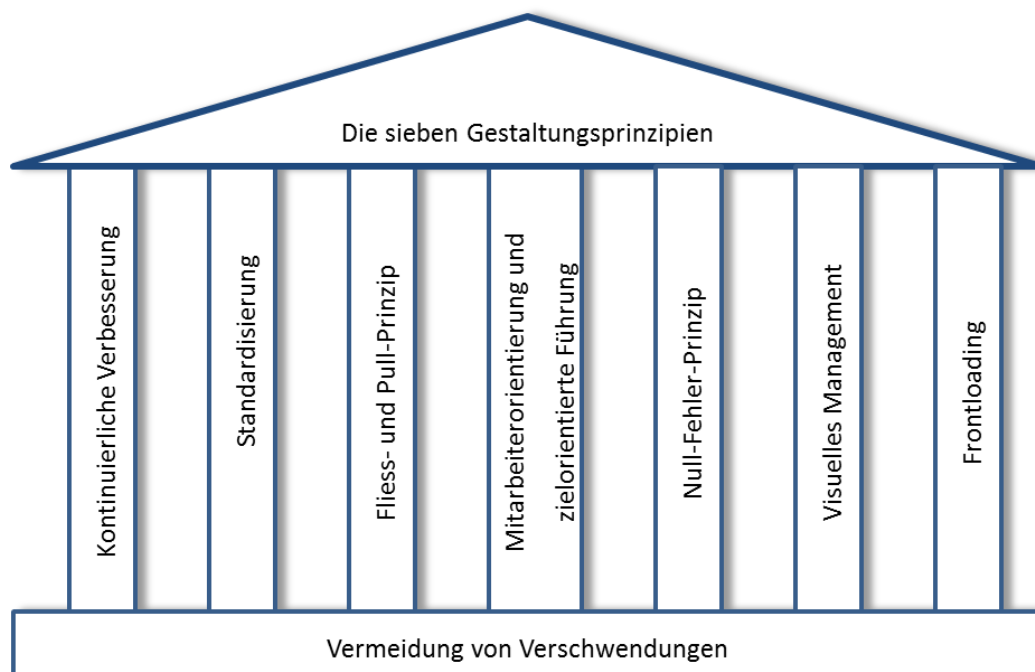 Die sieben Gestaltungsprinzipien
Kontinuierliche Verbesserung
Standardisierung
Fliess- und Pull-Prinzip
Mitarbeiterorientierung und
zielorientierte Führung
Null-Fehler-Prinzip
Visuelles Management
Frontloading
Vermeidung von Verschwendungen